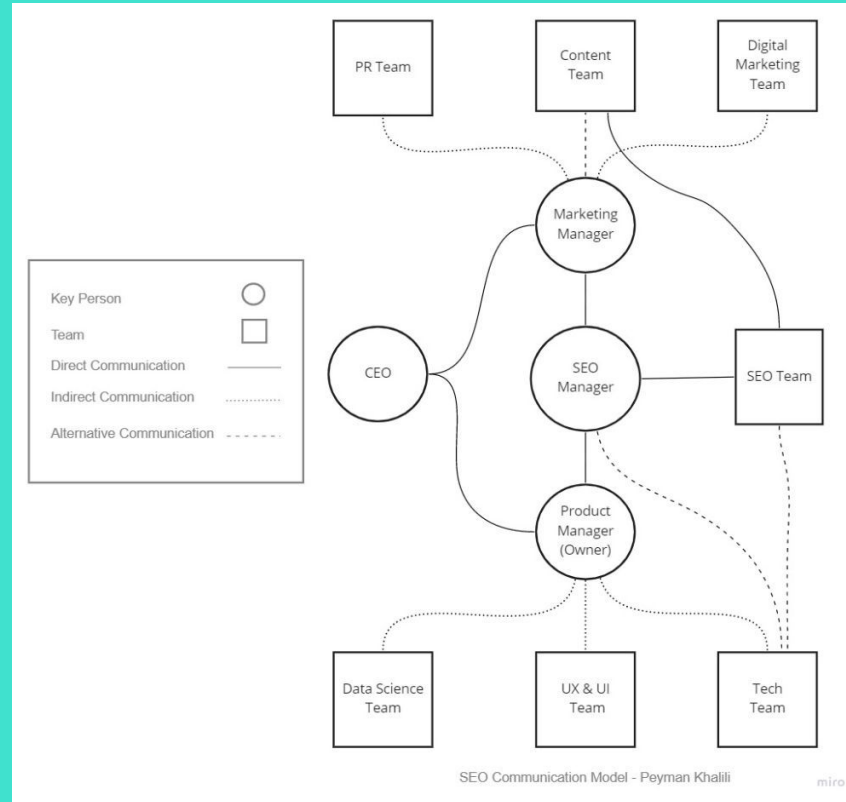 PR Team
Content
Team
Digital
Marketing
Team
Marketing
Manager
Key Person
Team
Direct Communication
Indirect Communication
Alternative Communication
CEO
SEO
Manager
SEO Team
Product
Manager
(Owner)
Data Science
Team
UX & UI
Team
Tech
Team
SEO Communication Model - Peyman Khalili
miro